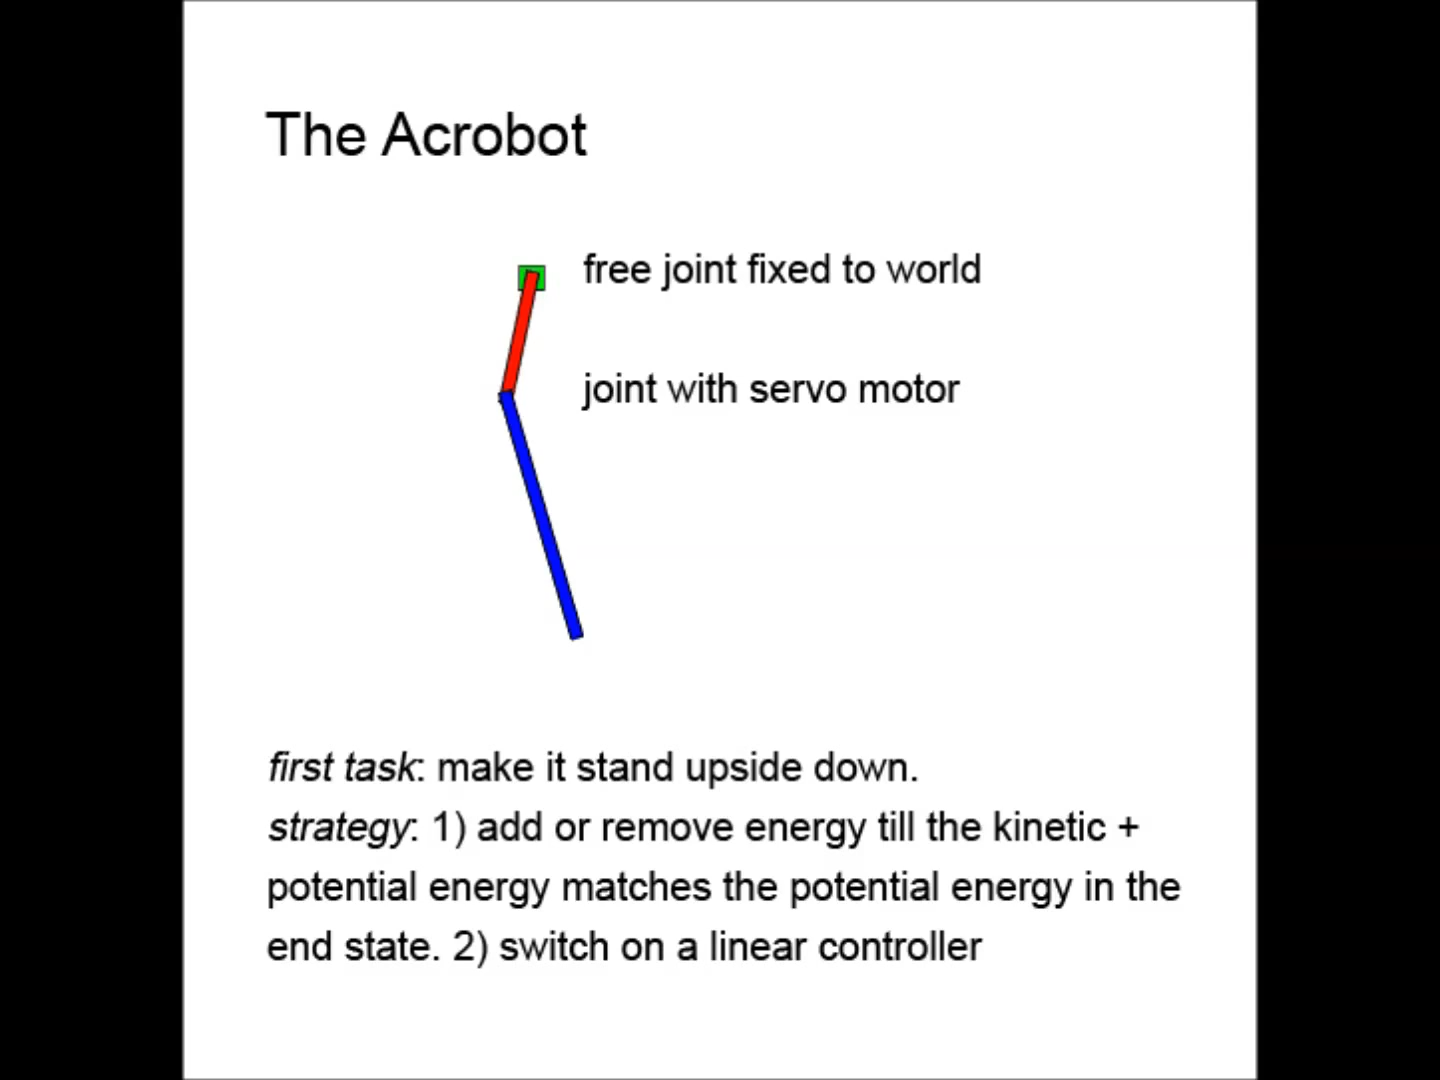 The Acrobot
free joint fixed to world
joint with servo motor
first task: make it stand upside down.
strategy: 1) add or remove energy till the kinetic +
potential energy matches the potential energy in the
end state. 2) switch on a linear controller